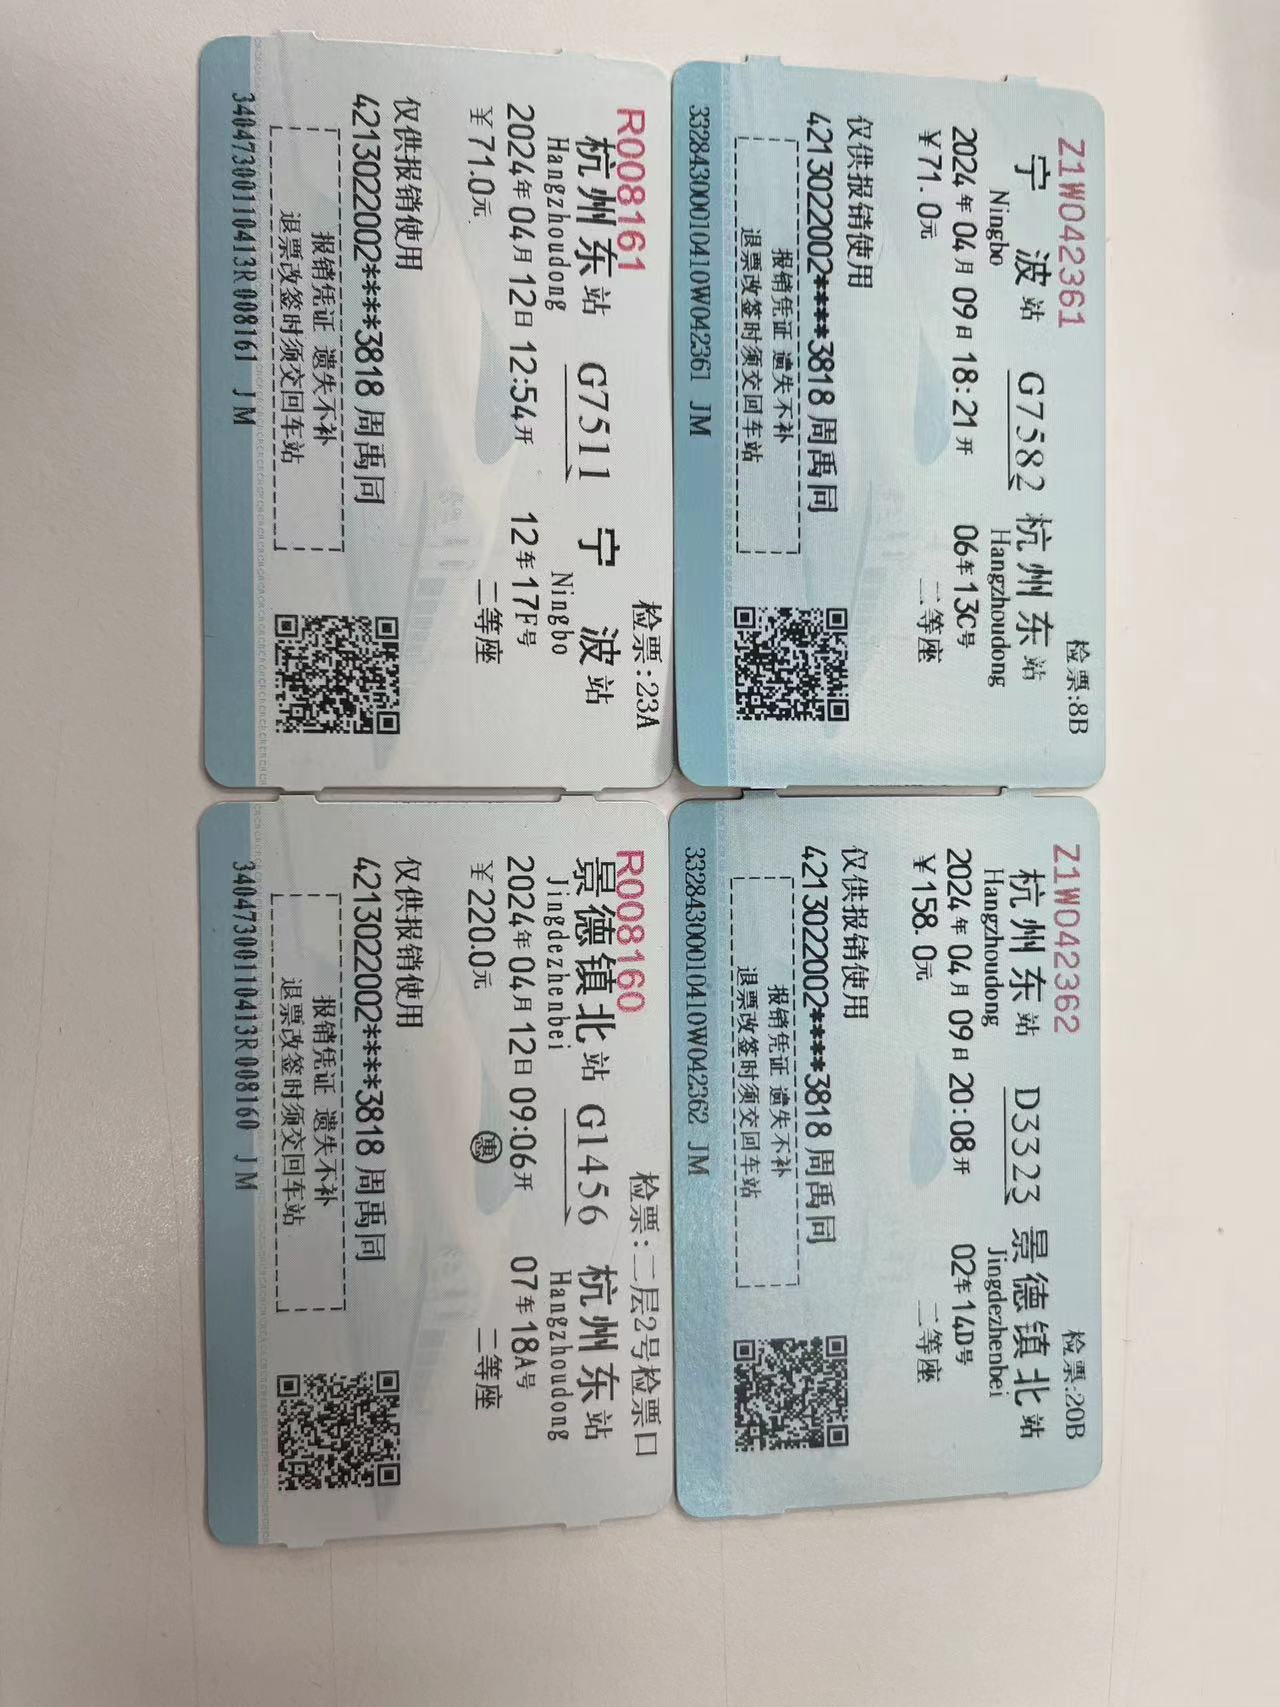 Z1W042361
检票:8B
宁波站 G7582 杭州东站
Ningbo Hangzhoudong
2024年04月09日18:21开 06车13C号
￥71.0元 二等座
仅供报销使用
4213022002****3818 周禹同
报销凭证 遗失不补
退票改签时须交回车站
33284300010410W042361 JM
Z1W042362
检票:20B
杭州东站 D3323 景德镇北站
Hangzhoudong Jingdezhenbei
2024年04月09日20:08开 02车14D号
￥158.0元 二等座
仅供报销使用
4213022002****3818 周禹同
报销凭证 遗失不补
退票改签时须交回车站
33284300010410W042362 JM
R008161
检票:23A
杭州东站 G7511 宁波站
Hangzhoudong Ningbo
2024年04月12日12:54开 12车17F号
￥71.0元 二等座
仅供报销使用
4213022002****3818 周禹同
报销凭证 遗失不补
退票改签时须交回车站
34047300110413R008161 JM
R008160
检票:二层2号检票口
景德镇北站 G1456 杭州东站
Jingdezhenbei Hangzhoudong
2024年04月12日09:06开 07车18A号
￥220.0元 惠 二等座
仅供报销使用
4213022002****3818 周禹同
报销凭证 遗失不补
退票改签时须交回车站
34047300110413R008160 JM